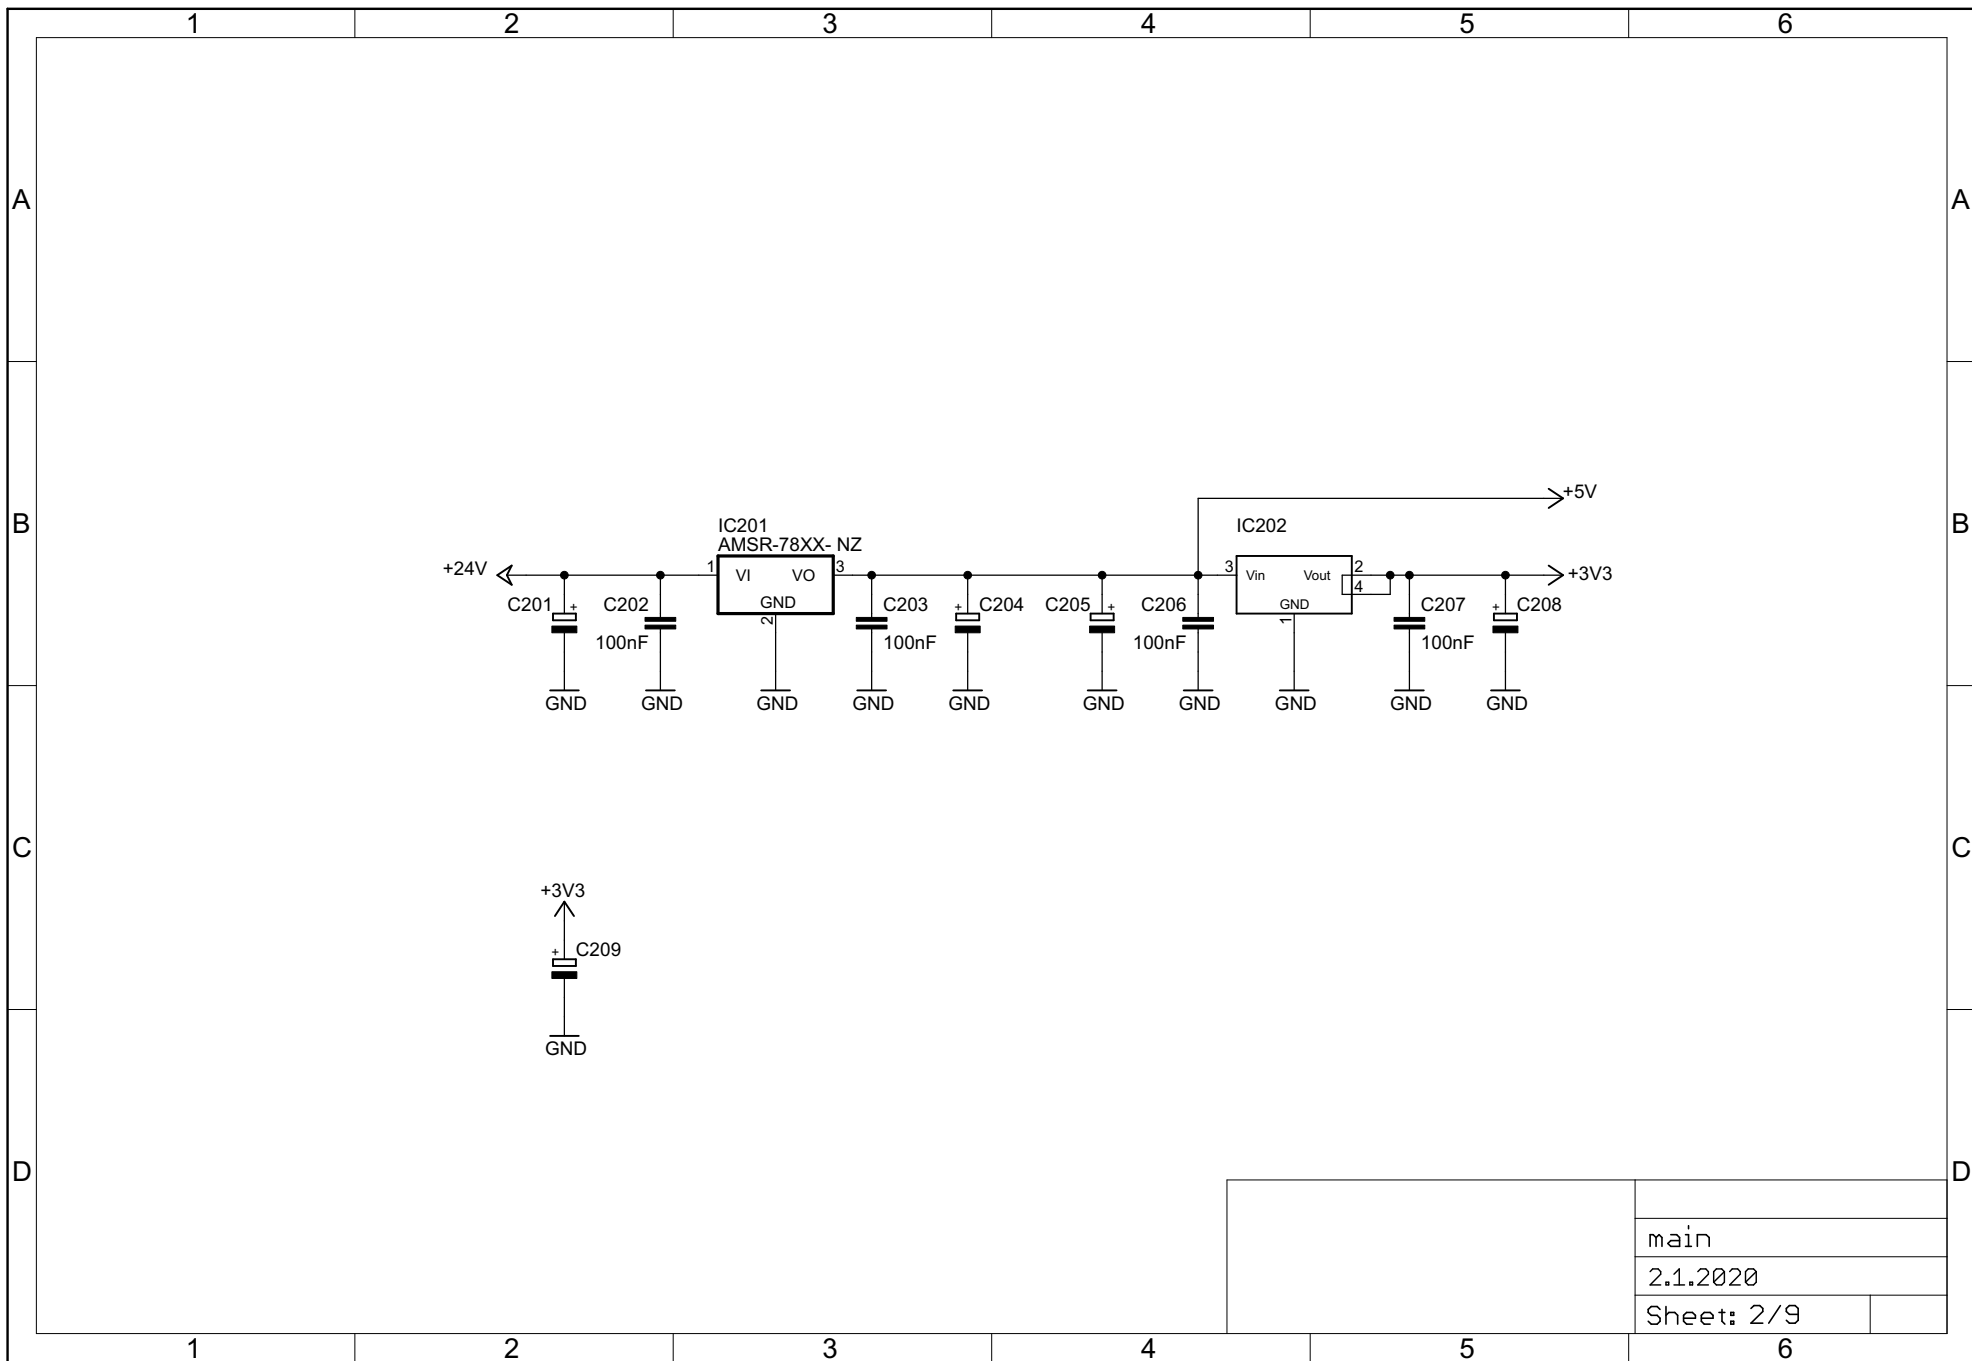 1 2 3 4 5 6
A A
+5V
B B
IC201 IC202
AMSR-78XX- NZ
+24V 1 VI VO 3 3 Vin Vout 2 +3V3
4
C201 + C202 GND C203 + C204 C205 + C206 GND C207 + C208
2 1
100nF 100nF 100nF 100nF
GND GND GND GND GND GND GND GND GND GND
C C
+3V3
+ C209
GND
D D
main
2.1.2020
Sheet: 2/9
1 2 3 4 5 6